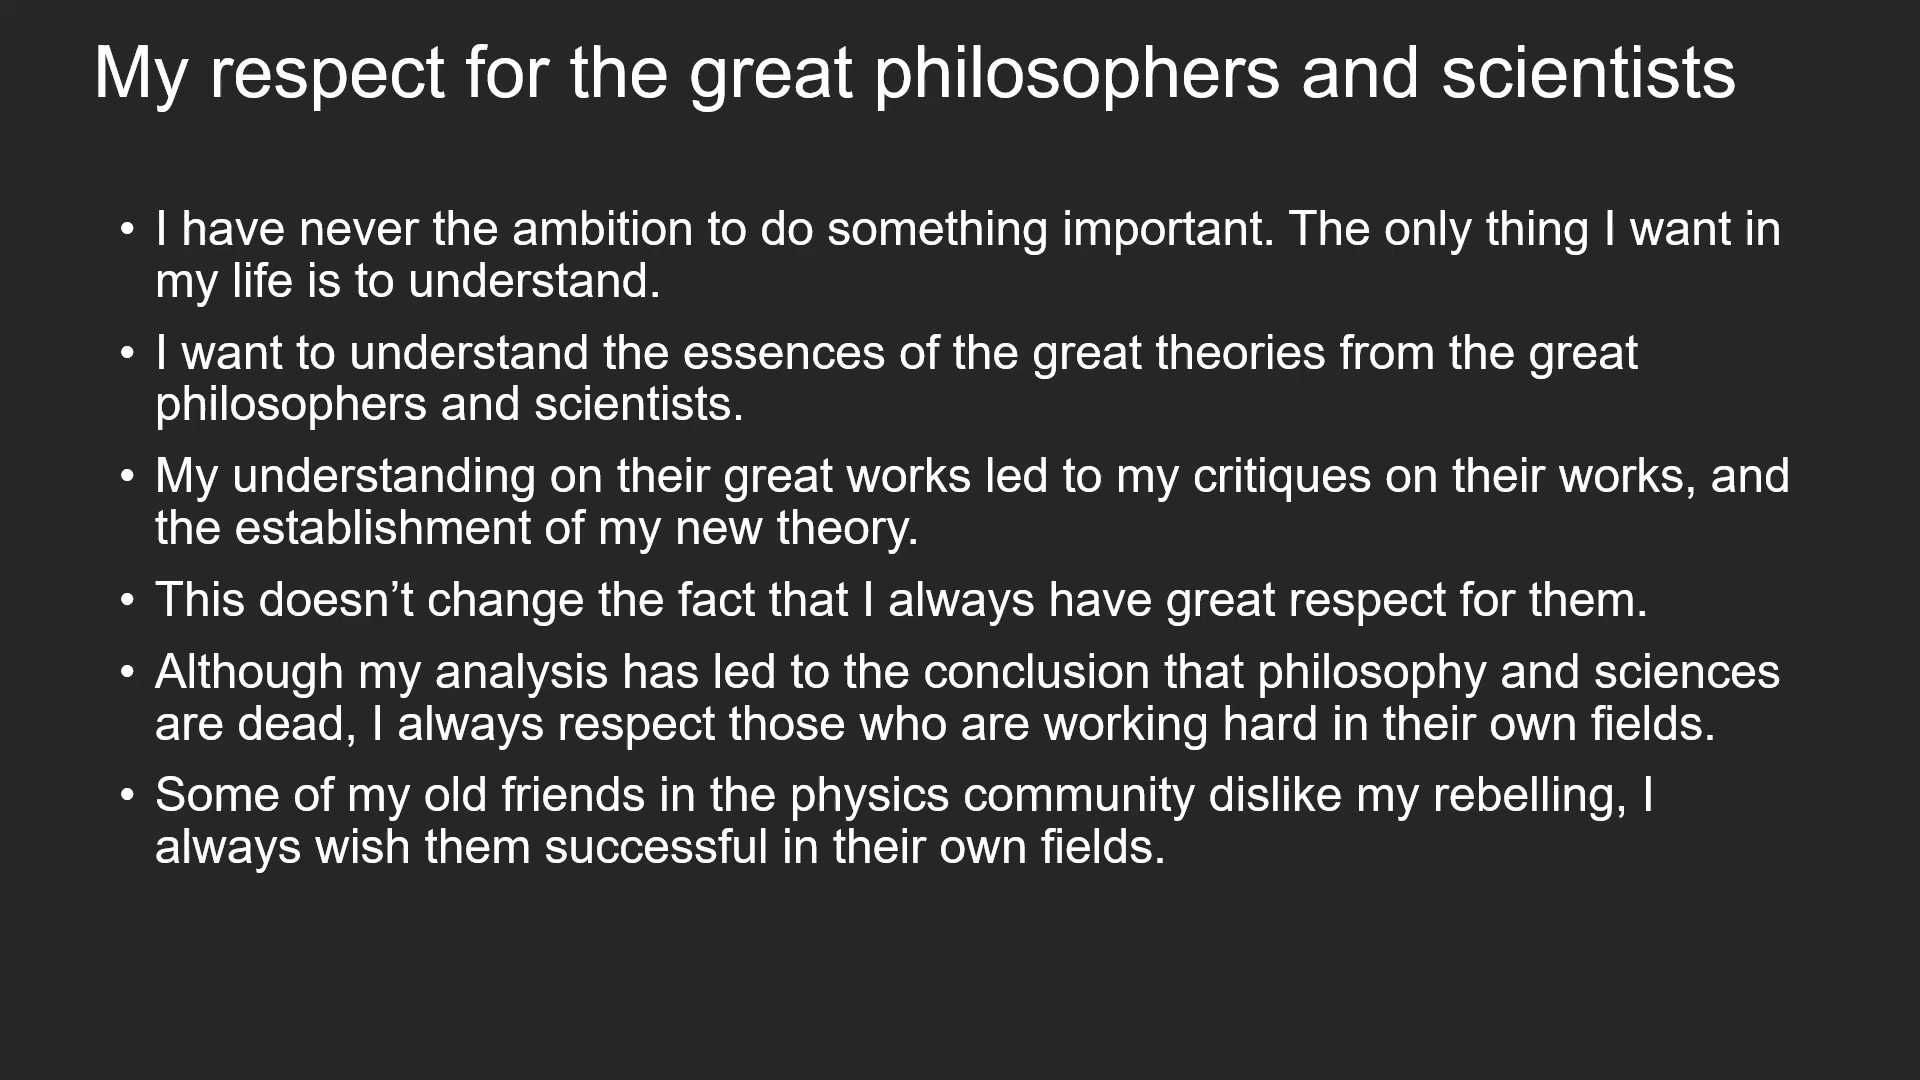 My respect for the great philosophers and scientists
• I have never the ambition to do something important. The only thing I want in
my life is to understand.
• I want to understand the essences of the great theories from the great
philosophers and scientists.
• My understanding on their great works led to my critiques on their works, and
the establishment of my new theory.
• This doesn’t change the fact that I always have great respect for them.
• Although my analysis has led to the conclusion that philosophy and sciences
are dead, I always respect those who are working hard in their own fields.
• Some of my old friends in the physics community dislike my rebelling, I
always wish them successful in their own fields.